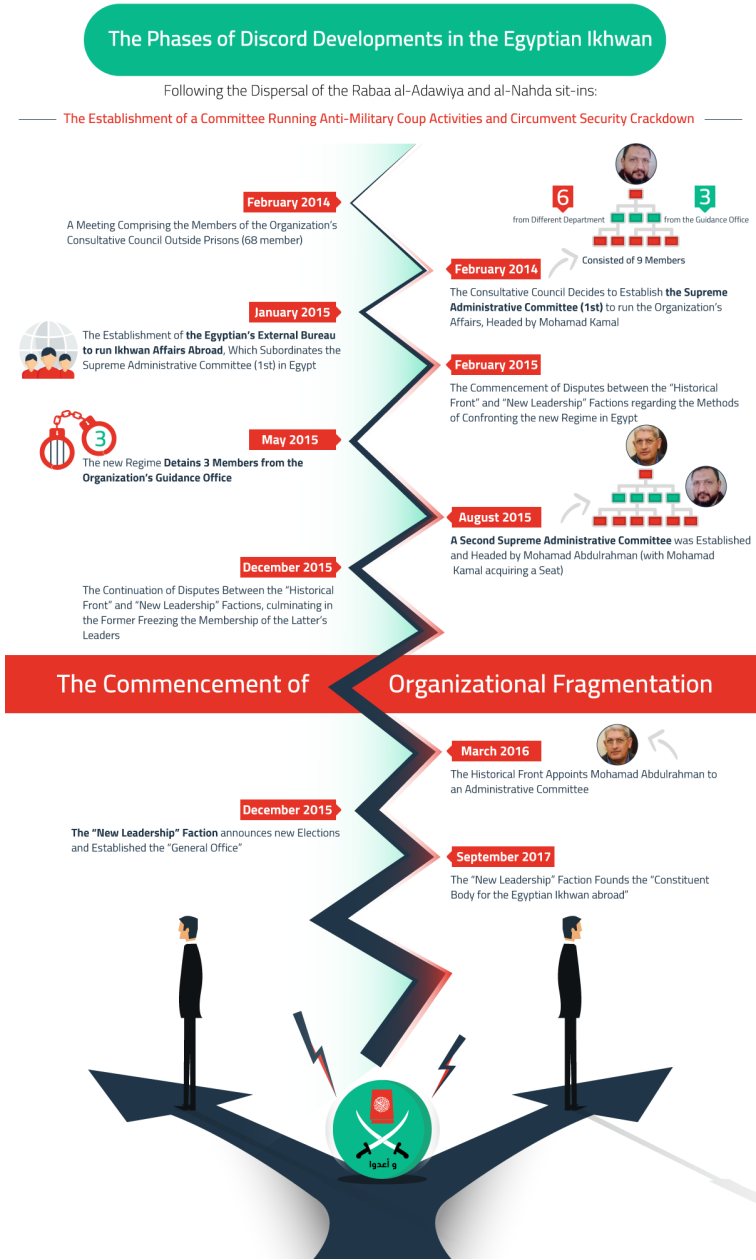 The Phases of Discord Developments in the Egyptian Ikhwan
Following the Dispersal of the Rabaa al-Adawiya and al-Nahda sit-ins:
The Establishment of a Committee Running Anti-Military Coup Activities and Circumvent Security Crackdown
February 2014
A Meeting Comprising the Members of the Organization's
Consultative Council Outside Prisons (68 member)
6
from Different Department
3
from the Guidance Office
Consisted of 9 Members
February 2014
The Consultative Council Decides to Establish the Supreme
Administrative Committee (1st) to run the Organization's
Affairs, Headed by Mohamad Kamal
January 2015
The Establishment of the Egyptian's External Bureau
to run Ikhwan Affairs Abroad, Which Subordinates the
Supreme Administrative Committee (1st) in Egypt
February 2015
The Commencement of Disputes between the "Historical
Front" and "New Leadership" Factions regarding the Methods
of Confronting the new Regime in Egypt
3
May 2015
The new Regime Detains 3 Members from the
Organization's Guidance Office
August 2015
A Second Supreme Administrative Committee was Established
and Headed by Mohamad Abdulrahman (with Mohamad
Kamal acquiring a Seat)
December 2015
The Continuation of Disputes Between the "Historical
Front" and "New Leadership" Factions, culminating in
the Former Freezing the Membership of the Latter's
Leaders
The Commencement of Organizational Fragmentation
March 2016
The Historical Front Appoints Mohamad Abdulrahman to
an Administrative Committee
December 2015
The "New Leadership" Faction announces new Elections
and Established the "General Office"
September 2017
The "New Leadership" Faction Founds the "Constituent
Body for the Egyptian Ikhwan abroad"
و أعدوا